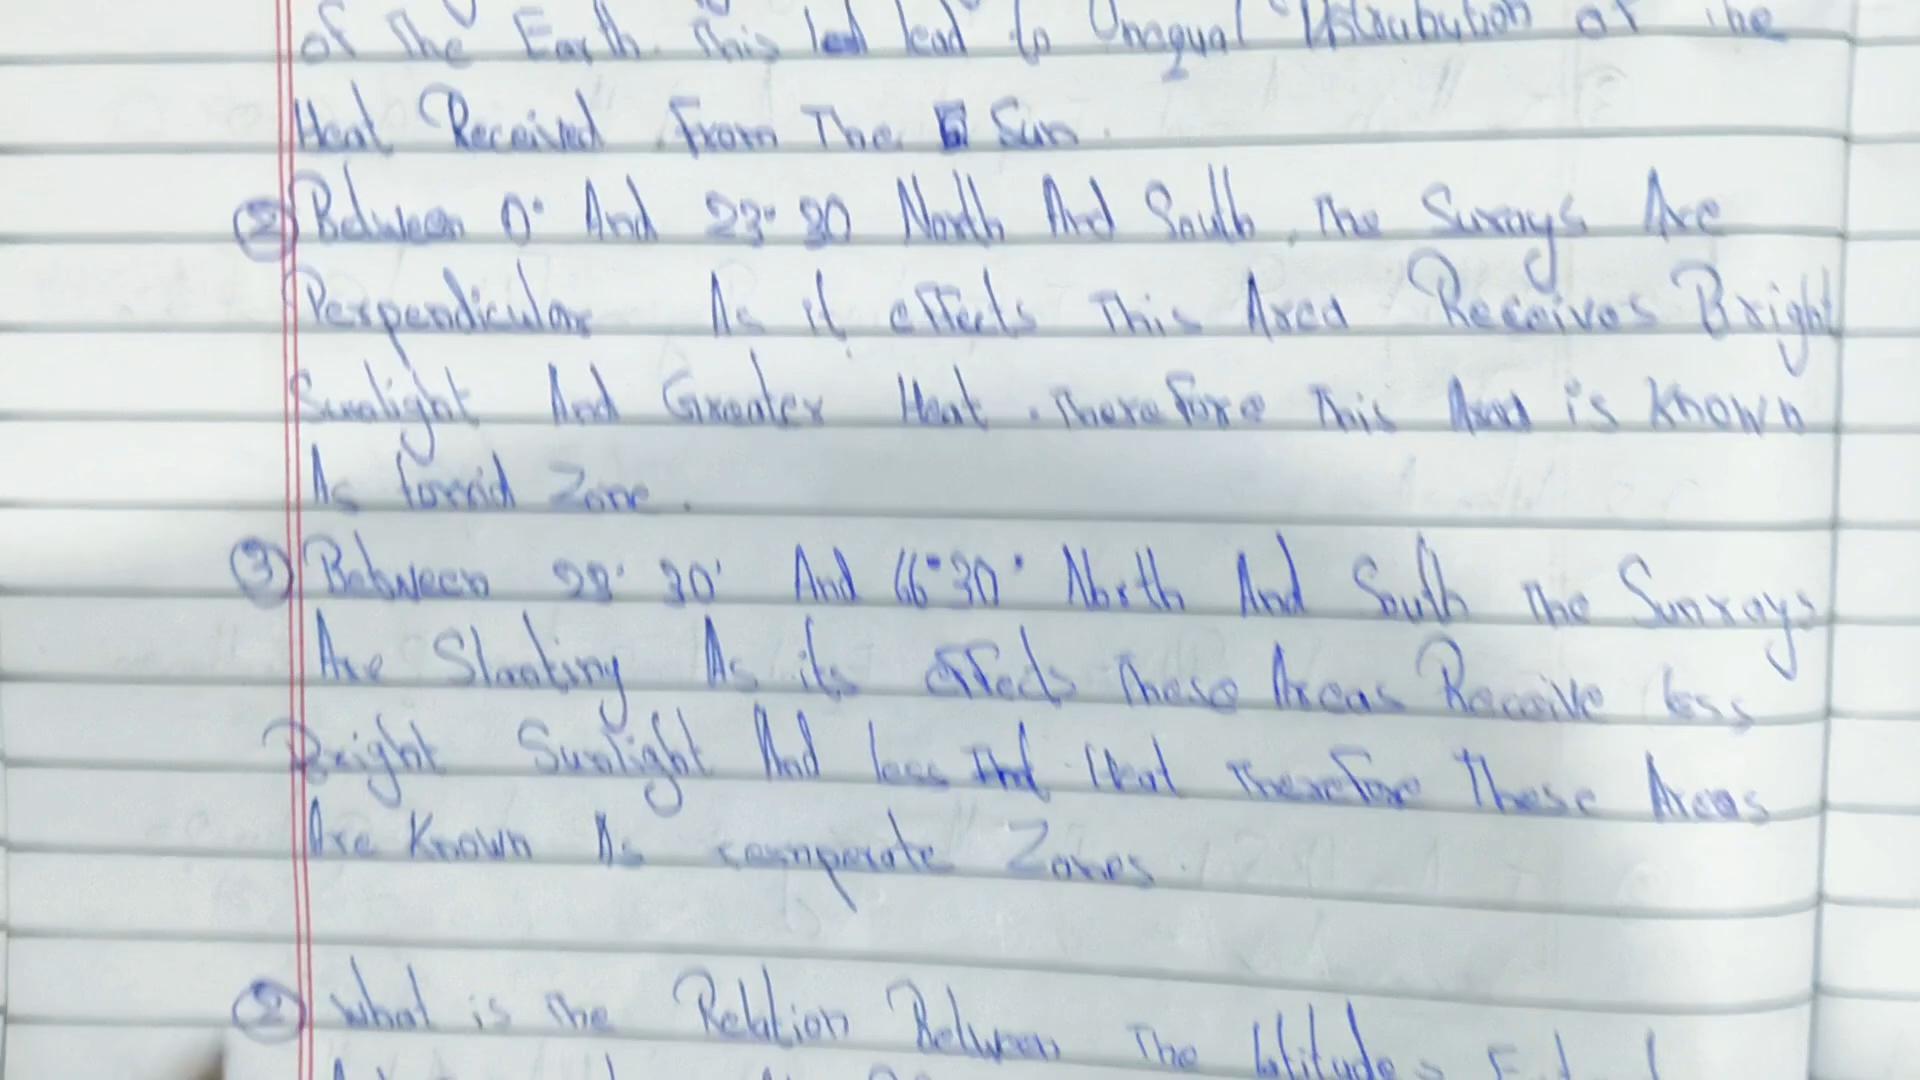 of The Earth. This led lead to Unaqual Distrubution of The
Heat Received From The Sun.
② Between 0° And 23° 30 North And South, The Sunrays Are
Perpendicular As it effects This Area Receives Bright
Sunlight And Greater Heat. Therefore This Area is Known
As torrid Zone.
③ Between 23° 30' And 66° 30° North And South The Sunrays
Are Slanting As its effects These Areas Receive less
Bright Sunlight And less Heat Therefore These Areas
Are Known As temperate Zones.
② What is The Relation Between The latitudes